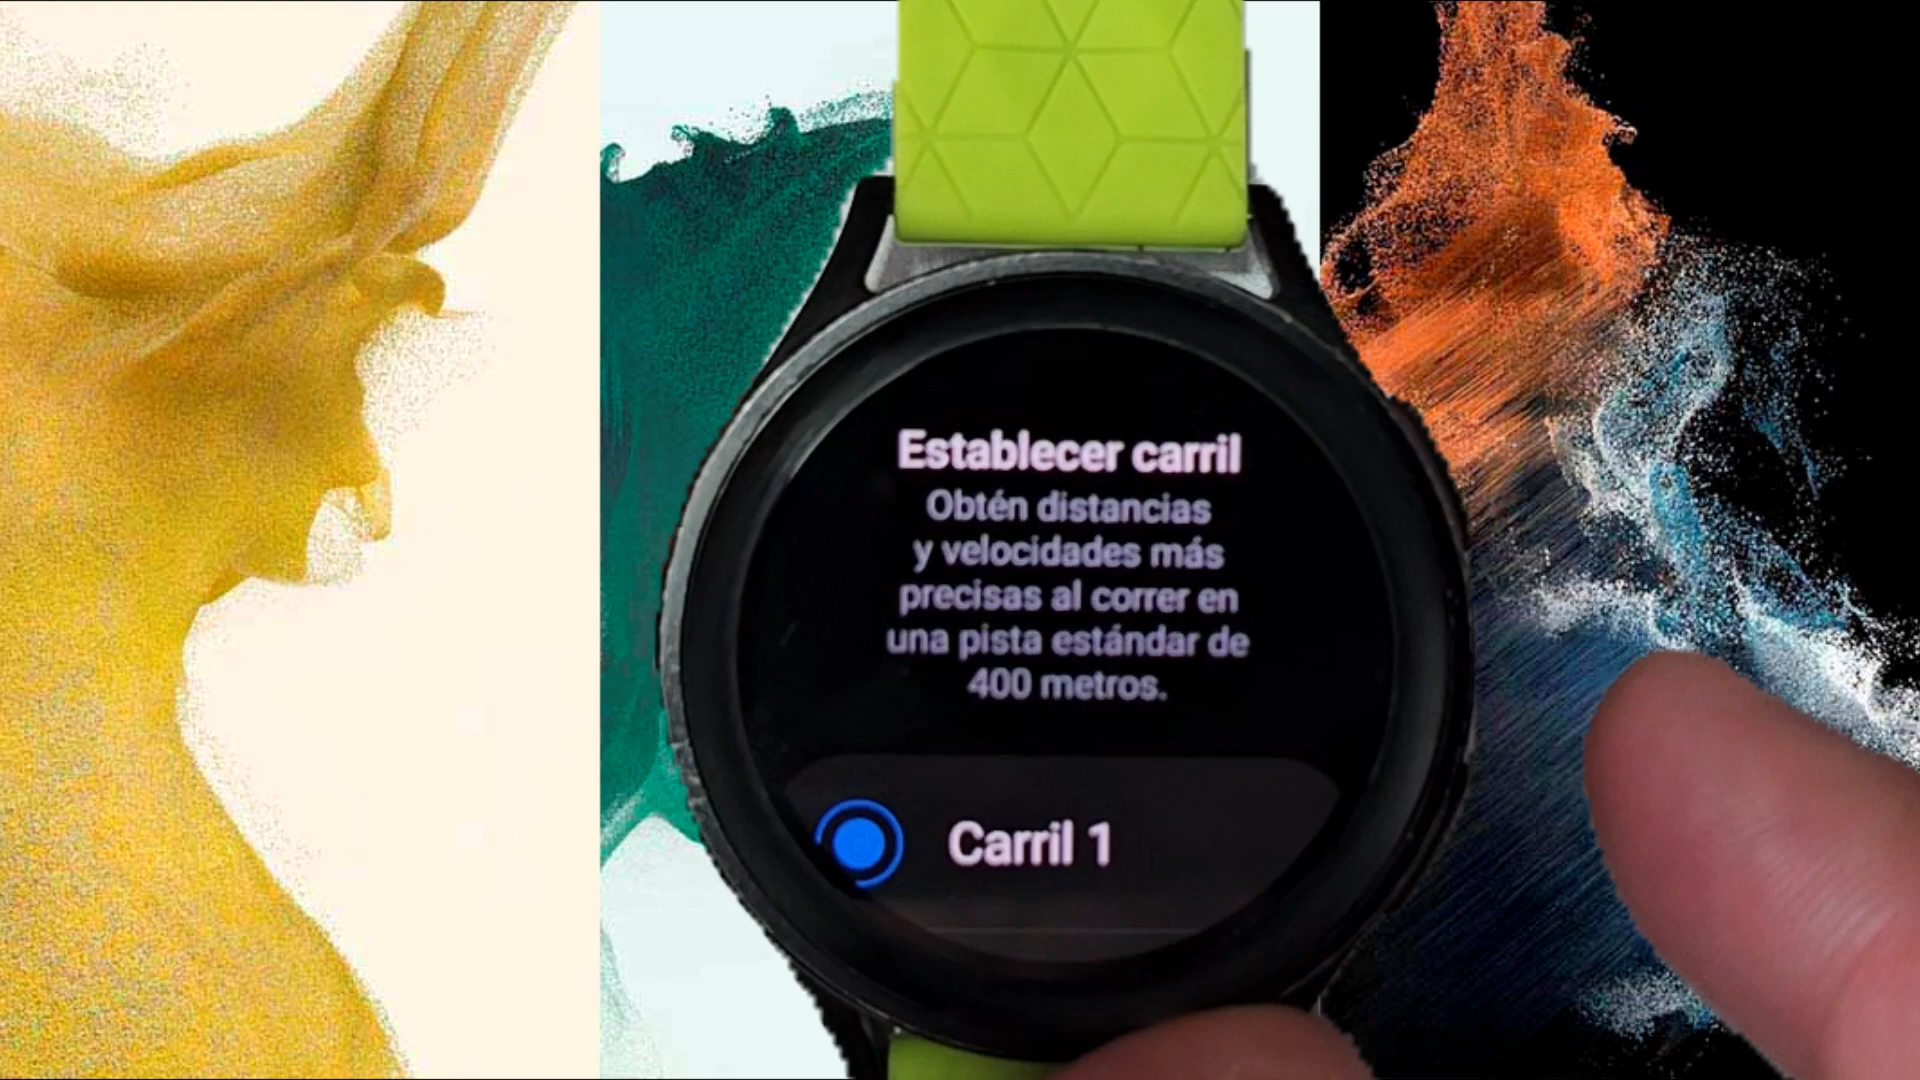 Establecer carril
Obtén distancias
y velocidades más
precisas al correr en
una pista estándar de
400 metros.
Carril 1